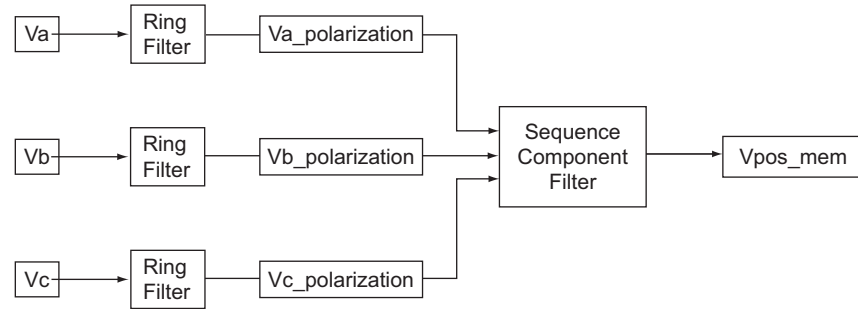 Va
Ring
Filter
Va_polarization
Vb
Ring
Filter
Vb_polarization
Sequence
Component
Filter
Vpos_mem
Vc
Ring
Filter
Vc_polarization